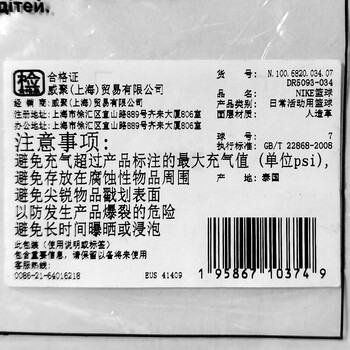 дітей.
检 合格证
威聚(上海)贸易有限公司
经 销 商: 威聚(上海)贸易有限公司
注册地址:上海市徐汇区宜山路889号齐来大厦806室
办公地址:上海市徐汇区宜山路889号齐来大厦806室
货号: N.100.6820.034.07
DR5093-034
产品名称: NIKE篮球
产品类别: 日常活动用篮球
面层材质: 人造革
球号: 7
执行标准: GB/T 22868-2008
产地: 泰国
注意事项:
避免充气超过产品标注的最大充气值 (单位psi),
避免存放在腐蚀性物品周围
避免尖锐物品戳划表面
以防发生产品爆裂的危险
避免长时间曝晒或浸泡
此包装(使用说明或标签)
包含重要信息, 请保留以备将来使用
客服热线:
0086-21-64016218
EUS 41409
1 95867 10374 9